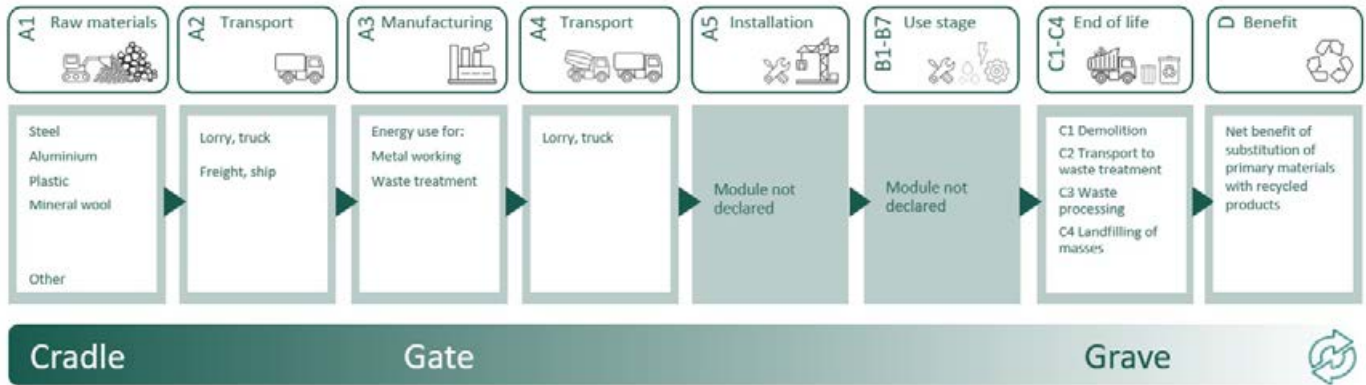 A1 Raw materials
A2 Transport
A3 Manufacturing
A4 Transport
A5 Installation
B1-B7 Use stage
C1-C4 End of life
D Benefit
Steel
Aluminium
Plastic
Mineral wool
Other
Lorry, truck
Freight, ship
Energy use for:
Metal working
Waste treatment
Lorry, truck
Module not
declared
Module not
declared
C1 Demolition
C2 Transport to
waste treatment
C3 Waste
processing
C4 Landfilling of
masses
Net benefit of
substitution of
primary materials
with recycled
products
Cradle
Gate
Grave